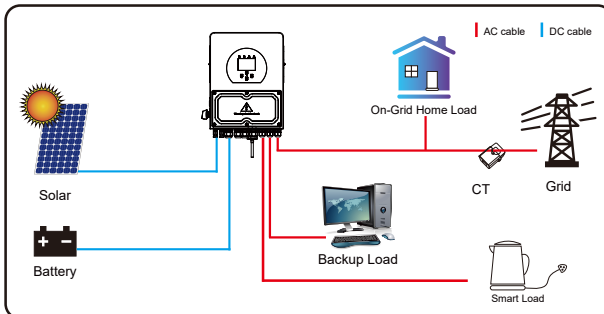 AC cable
DC cable
On-Grid Home Load
Solar
CT
Grid
Battery
Backup Load
Smart Load